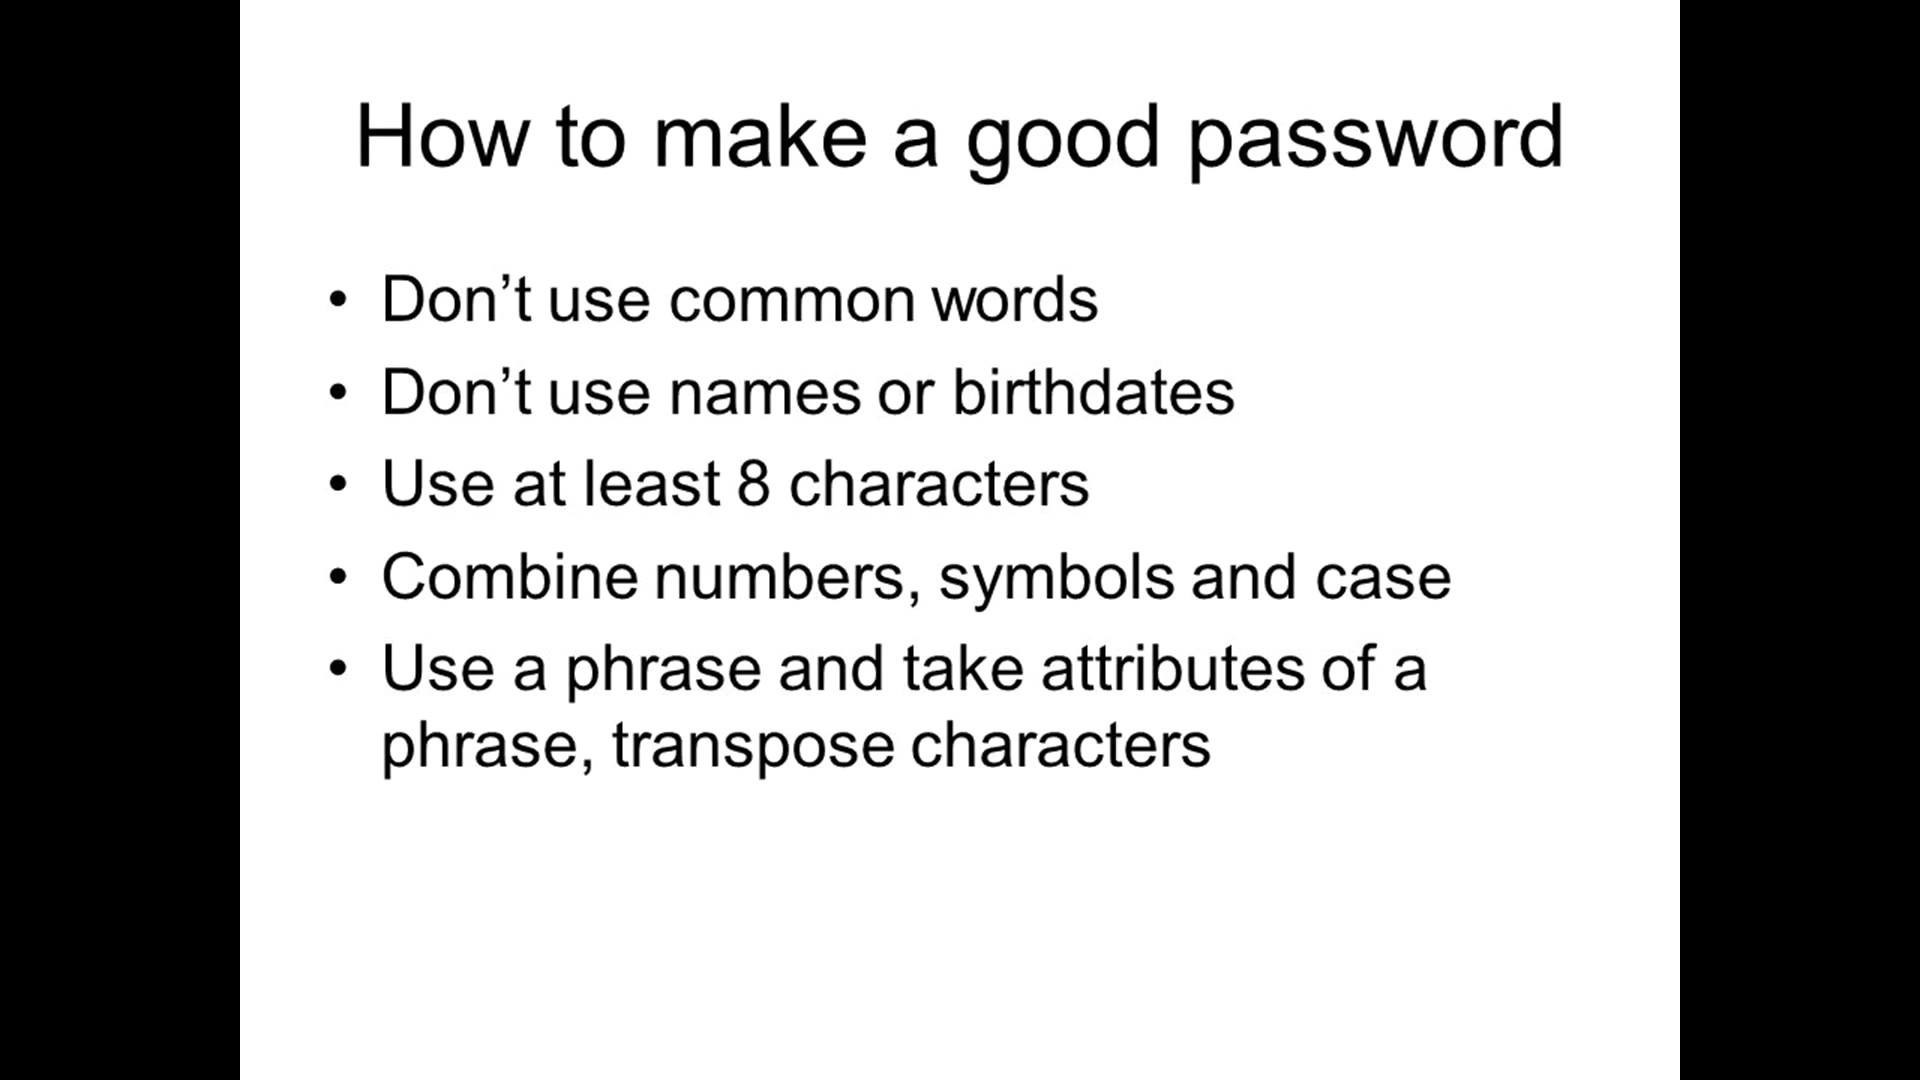 How to make a good password
• Don’t use common words
• Don’t use names or birthdates
• Use at least 8 characters
• Combine numbers, symbols and case
• Use a phrase and take attributes of a
phrase, transpose characters